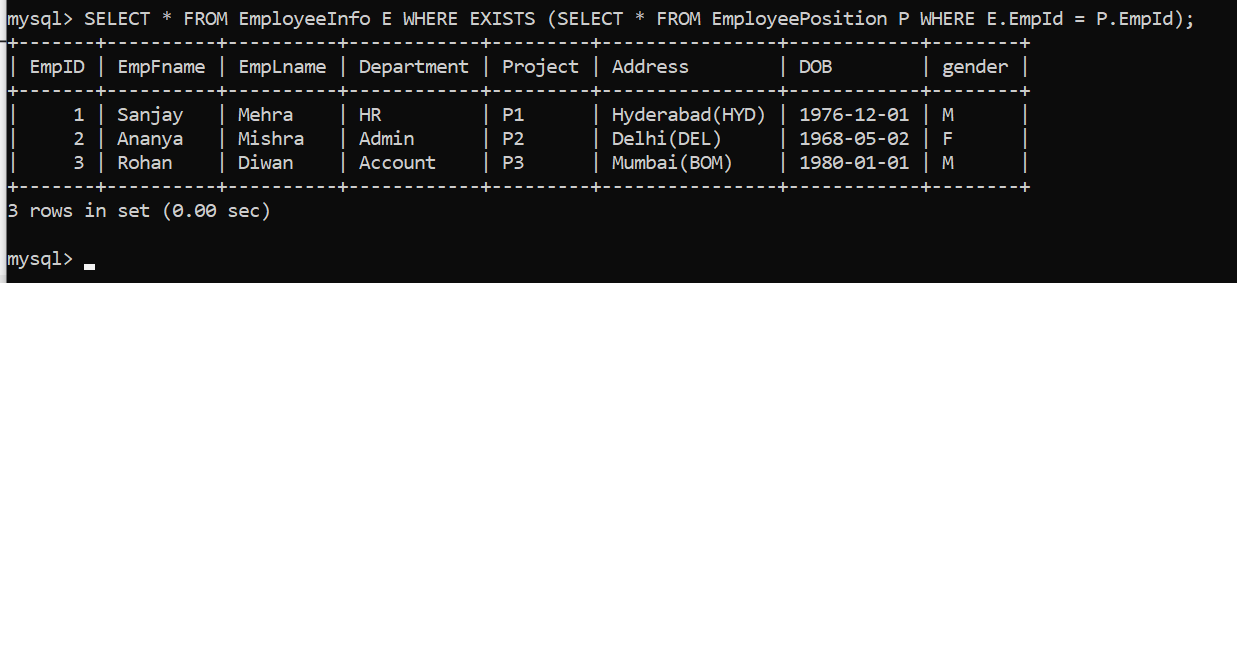 mysql> SELECT * FROM EmployeeInfo E WHERE EXISTS (SELECT * FROM EmployeePosition P WHERE E.EmpId = P.EmpId);
+-------+----------+----------+------------+---------+----------------+------------+--------+
| EmpID | EmpFname | EmpLname | Department | Project | Address        | DOB        | gender |
+-------+----------+----------+------------+---------+----------------+------------+--------+
|     1 | Sanjay   | Mehra    | HR         | P1      | Hyderabad(HYD) | 1976-12-01 | M      |
|     2 | Ananya   | Mishra   | Admin      | P2      | Delhi(DEL)     | 1968-05-02 | F      |
|     3 | Rohan    | Diwan    | Account    | P3      | Mumbai(BOM)    | 1980-01-01 | M      |
+-------+----------+----------+------------+---------+----------------+------------+--------+
3 rows in set (0.00 sec)
mysql>